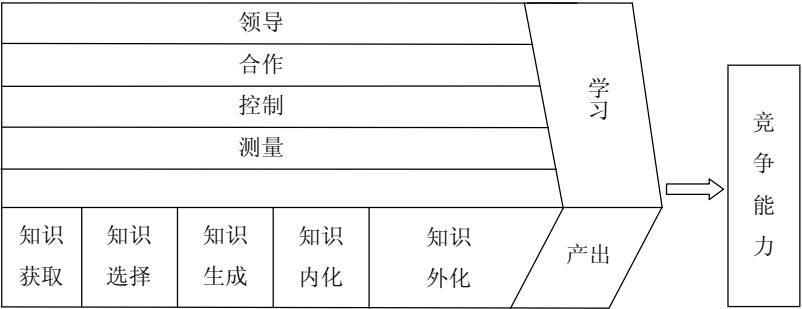 领导
合作
控制
测量
学习
知识获取
知识选择
知识生成
知识内化
知识外化
产出
竞争能力